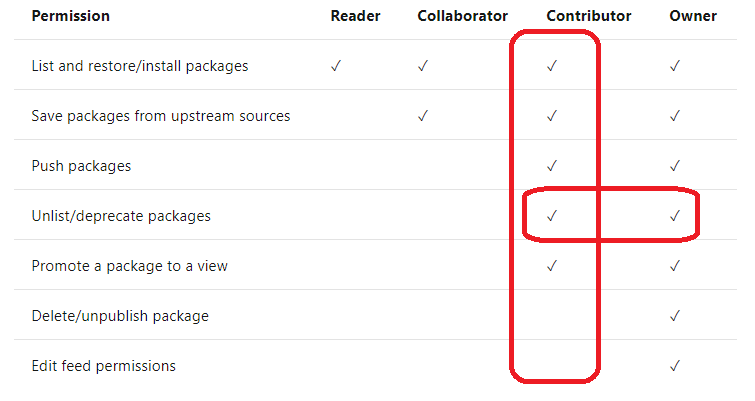 Permission Reader Collaborator Contributor Owner
List and restore/install packages ✓ ✓ ✓ ✓
Save packages from upstream sources ✓ ✓ ✓
Push packages ✓ ✓
Unlist/deprecate packages ✓ ✓
Promote a package to a view ✓ ✓
Delete/unpublish package ✓
Edit feed permissions ✓